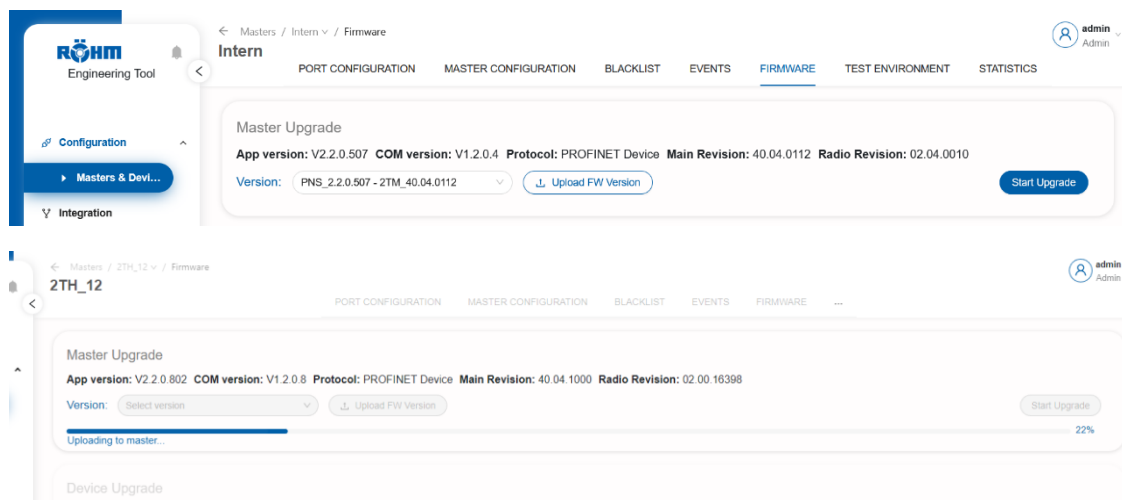 ← Masters / Intern / Firmware
admin
Admin
RÖHM
Engineering Tool
Intern
PORT CONFIGURATION MASTER CONFIGURATION BLACKLIST EVENTS FIRMWARE TEST ENVIRONMENT STATISTICS
Master Upgrade
Configuration
App version: V2.2.0.507 COM version: V1.2.0.4 Protocol: PROFINET Device Main Revision: 40.04.0112 Radio Revision: 02.04.0010
Masters & Devi...
Version: PNS_2.2.0.507 - 2TM_40.04.0112 Upload FW Version Start Upgrade
Integration
← Masters / 2TH_12 / Firmware
admin
Admin
2TH_12
PORT CONFIGURATION MASTER CONFIGURATION BLACKLIST EVENTS FIRMWARE ...
Master Upgrade
App version: V2.2.0.802 COM version: V1.2.0.8 Protocol: PROFINET Device Main Revision: 40.04.1000 Radio Revision: 02.00.16398
Version: Select version Upload FW Version Start Upgrade
22%
Uploading to master...
Device Upgrade